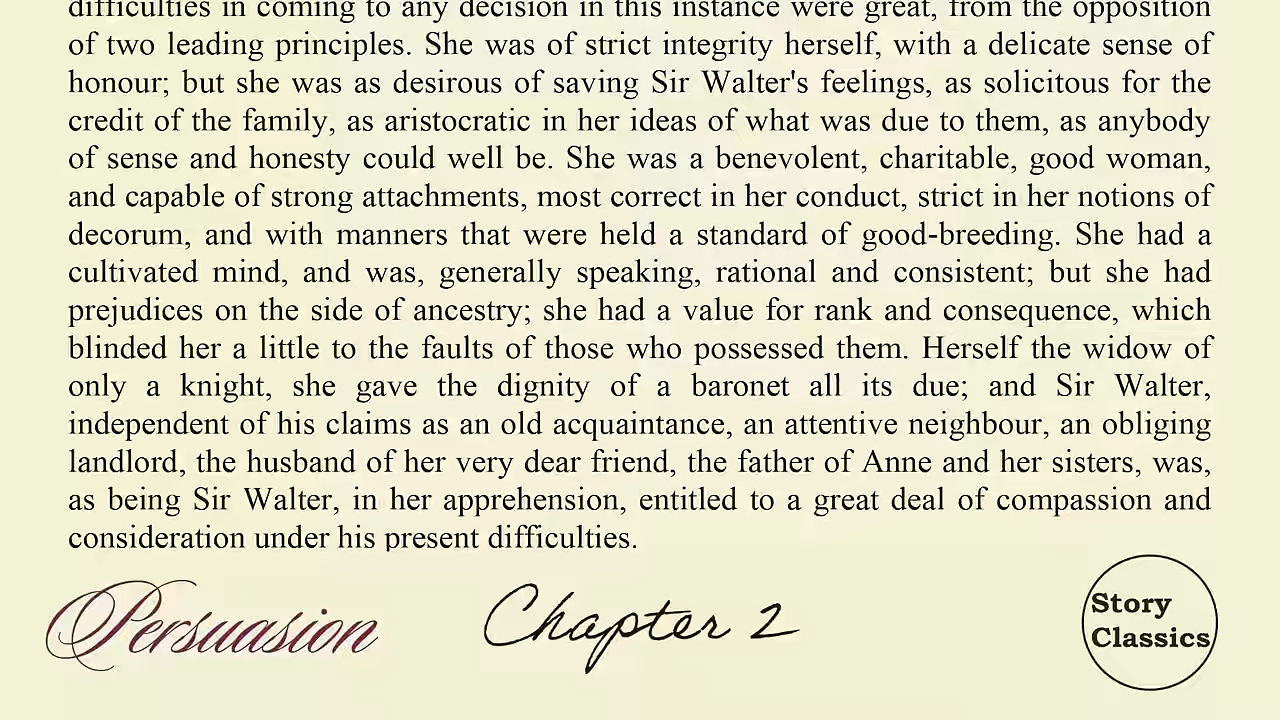 difficulties in coming to any decision in this instance were great, from the opposition
of two leading principles. She was of strict integrity herself, with a delicate sense of
honour; but she was as desirous of saving Sir Walter's feelings, as solicitous for the
credit of the family, as aristocratic in her ideas of what was due to them, as anybody
of sense and honesty could well be. She was a benevolent, charitable, good woman,
and capable of strong attachments, most correct in her conduct, strict in her notions of
decorum, and with manners that were held a standard of good-breeding. She had a
cultivated mind, and was, generally speaking, rational and consistent; but she had
prejudices on the side of ancestry; she had a value for rank and consequence, which
blinded her a little to the faults of those who possessed them. Herself the widow of
only a knight, she gave the dignity of a baronet all its due; and Sir Walter,
independent of his claims as an old acquaintance, an attentive neighbour, an obliging
landlord, the husband of her very dear friend, the father of Anne and her sisters, was,
as being Sir Walter, in her apprehension, entitled to a great deal of compassion and
consideration under his present difficulties.
Persuasion
Chapter 2
Story
Classics